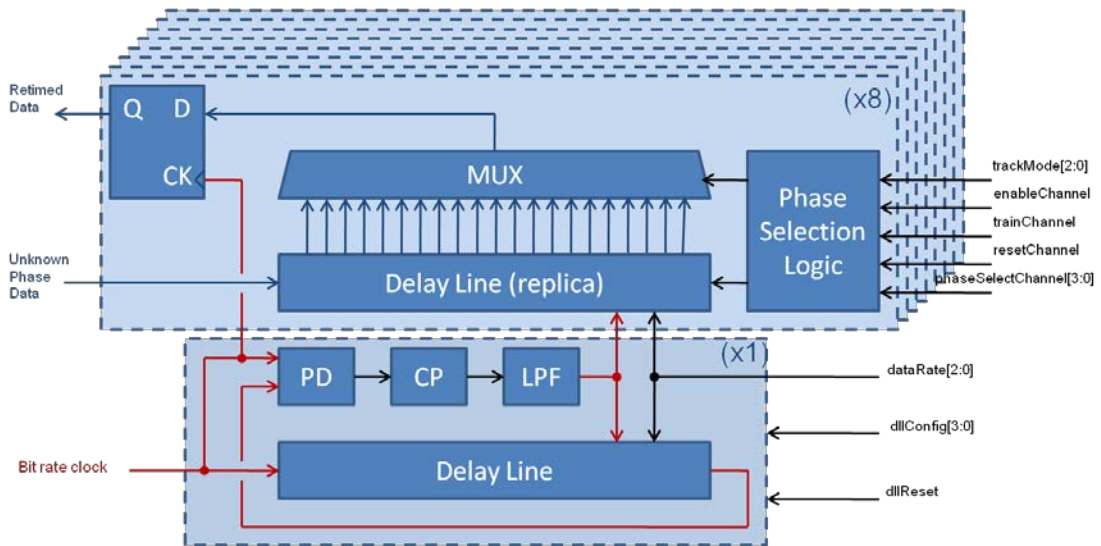 Retimed
Data
Q
D
CK
(x8)
MUX
Phase
Selection
Logic
trackMode[2:0]
enableChannel
trainChannel
resetChannel
phaseSelectChannel[3:0]
Unknown
Phase
Data
Delay Line (replica)
(x1)
PD
CP
LPF
dataRate[2:0]
dllConfig[3:0]
Bit rate clock
Delay Line
dllReset